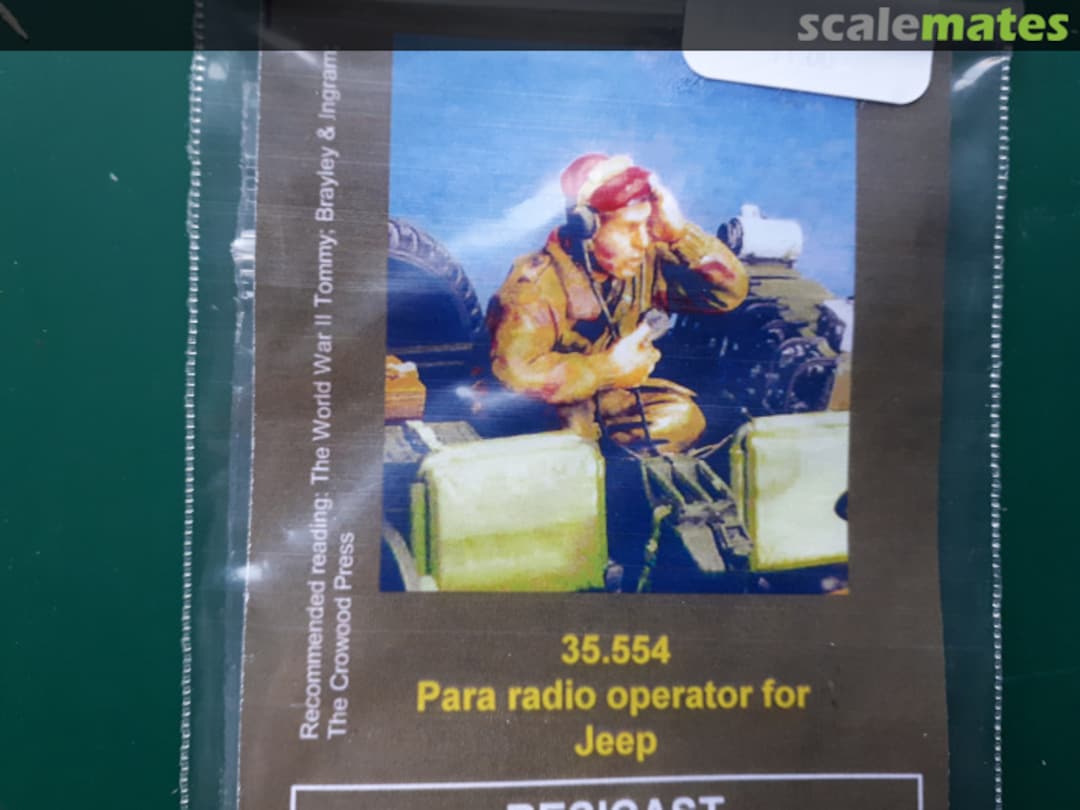 scalemates
Recommended reading: The World War II Tommy; Brayley & Ingram;
The Crowood Press
35.554
Para radio operator for
Jeep
RESICAST